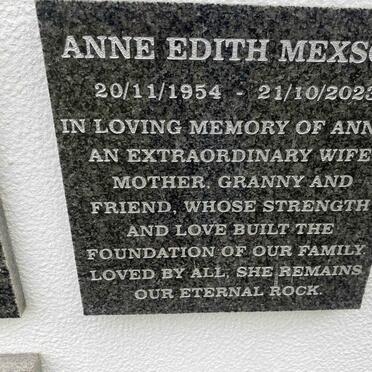 ANNE EDITH
20/11/1954 - 21/10/2023
IN LOVING MEMORY OF ANN
AN EXTRAORDINARY WIFE
MOTHER, GRANNY AND
FRIEND, WHOSE STRENGTH
AND LOVE BUILT THE
FOUNDATION OF OUR FAMILY
LOVED BY ALL, SHE REMAINS
OUR ETERNAL ROCK.